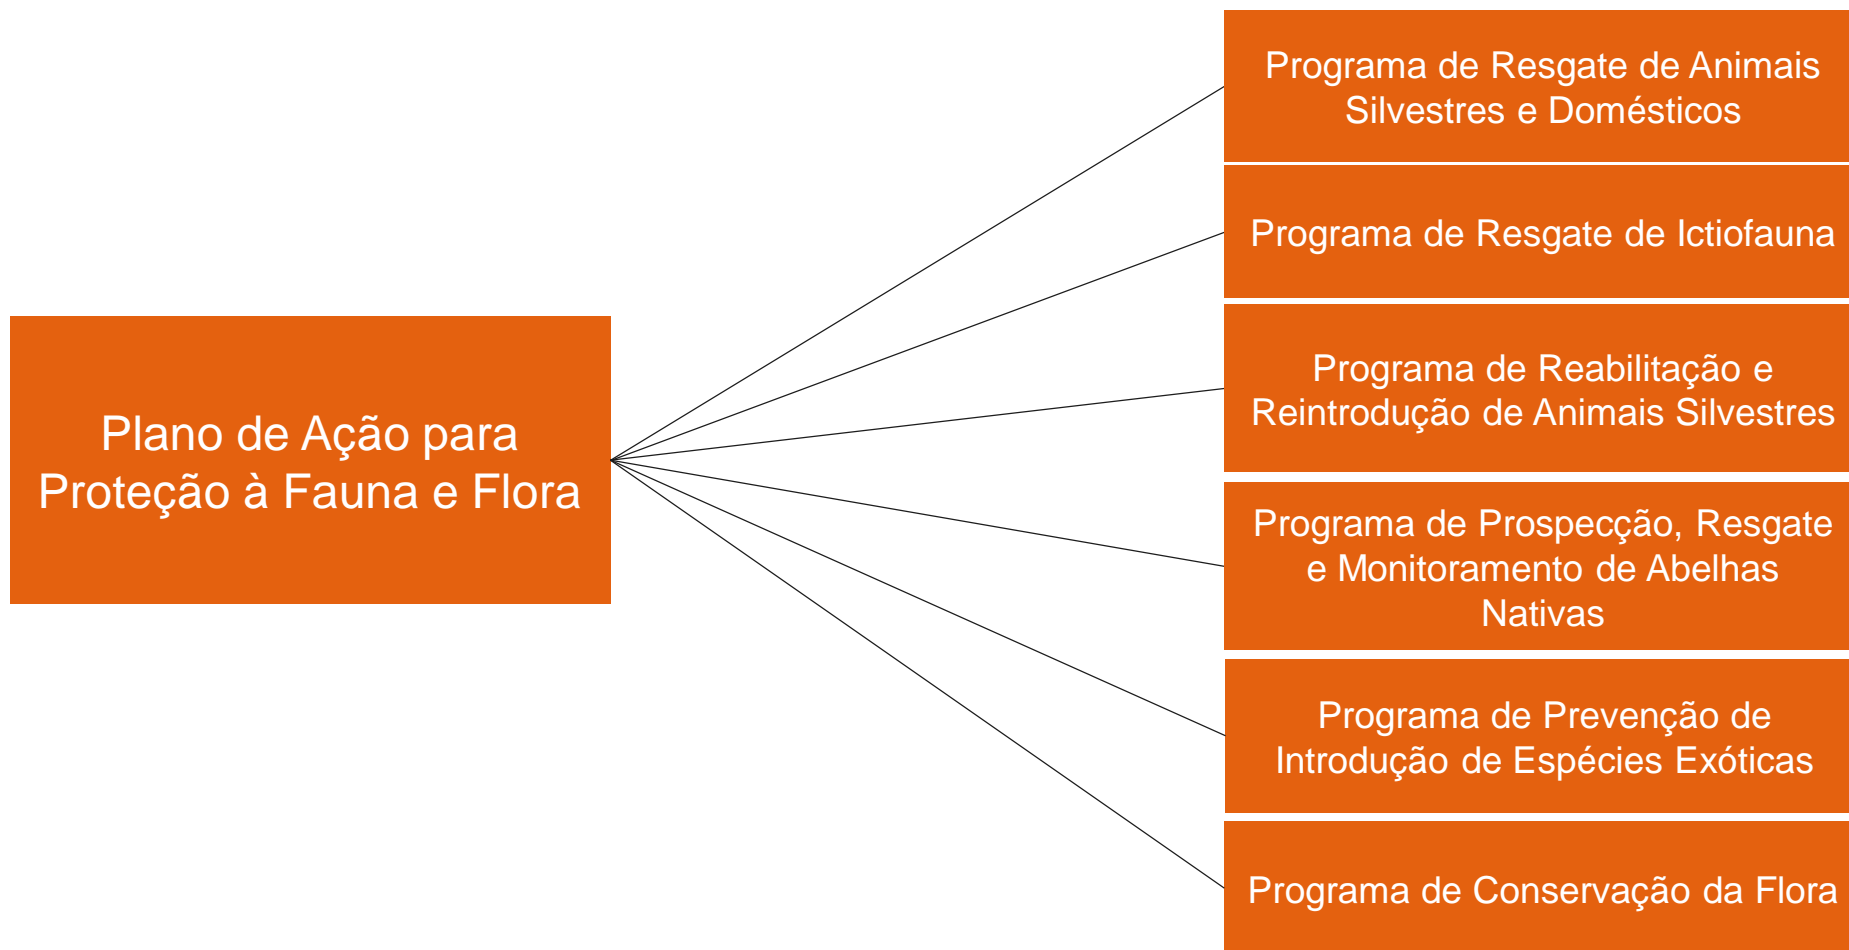 Plano de Ação para
Proteção à Fauna e Flora
Programa de Resgate de Animais
Silvestres e Domésticos
Programa de Resgate de Ictiofauna
Programa de Reabilitação e
Reintrodução de Animais Silvestres
Programa de Prospecção, Resgate
e Monitoramento de Abelhas
Nativas
Programa de Prevenção de
Introdução de Espécies Exóticas
Programa de Conservação da Flora